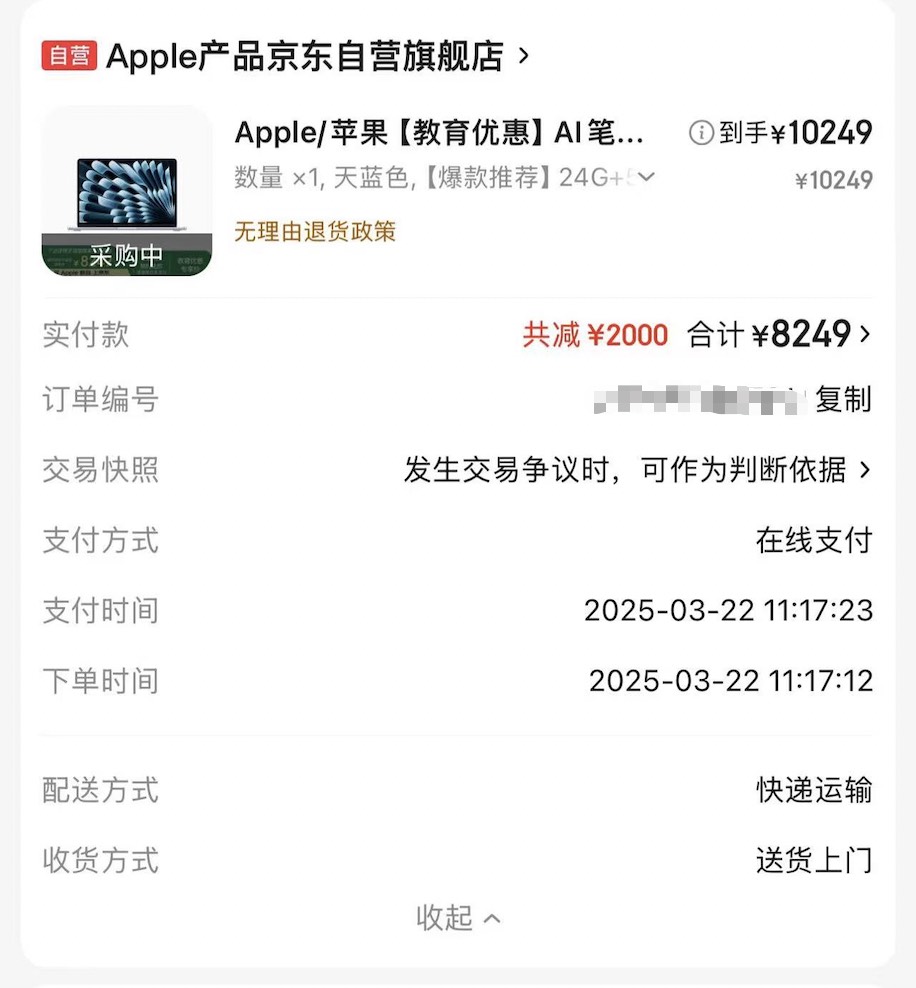 自营 Apple产品京东自营旗舰店 >
Apple/苹果【教育优惠】AI笔... 到手¥10249
数量 ×1, 天蓝色,【爆款推荐】24G+ ¥10249
采购中
无理由退货政策
实付款 共减 ¥2000 合计 ¥8249 >
订单编号 复制
交易快照 发生交易争议时，可作为判断依据 >
支付方式 在线支付
支付时间 2025-03-22 11:17:23
下单时间 2025-03-22 11:17:12
配送方式 快递运输
收货方式 送货上门
收起